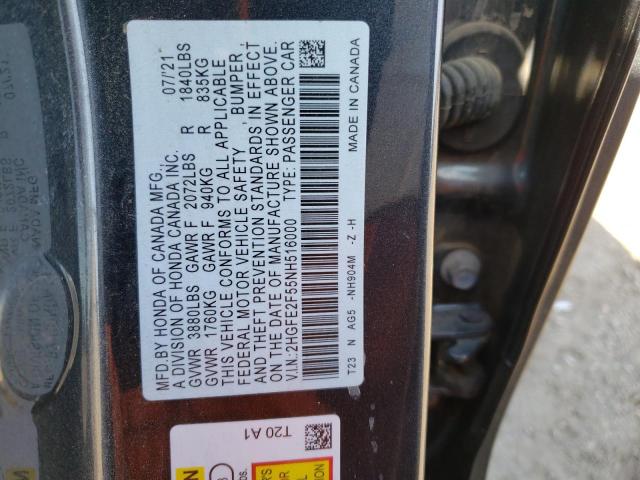 MFD.BY HONDA OF CANADA MFG. 07/'21
A DIVISION OF HONDA CANADA INC.
GVWR 3880LBS GAWR F 2072LBS R 1840LBS
GVWR 1760KG GAWR F 940KG R 835KG
THIS VEHICLE CONFORMS TO ALL APPLICABLE
FEDERAL MOTOR VEHICLE SAFETY, BUMPER,
AND THEFT PREVENTION STANDARDS IN EFFECT
ON THE DATE OF MANUFACTURE SHOWN ABOVE.
V.I.N.:2HGFE2F55NH516000 TYPE: PASSENGER CAR
T23 N AG5 -NH904M -Z -H MADE IN CANADA
T20 A1